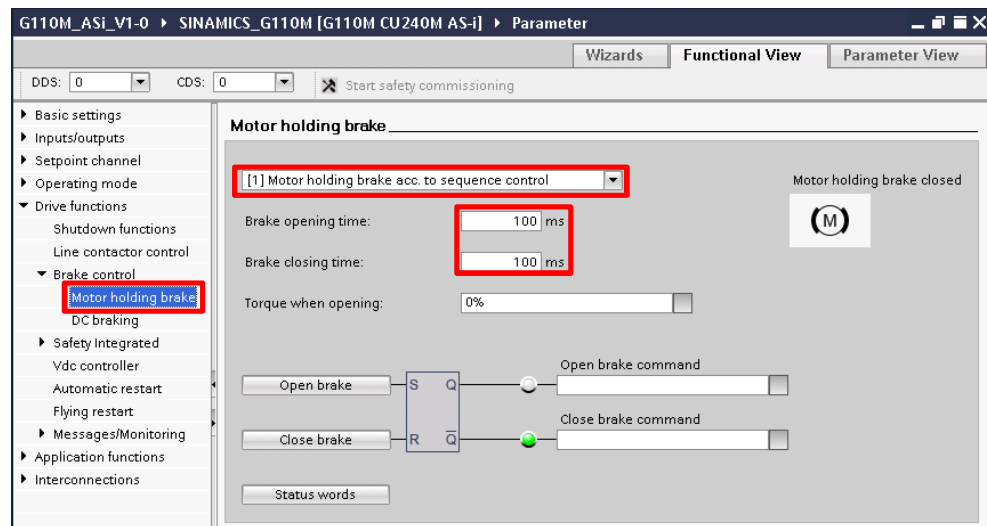 G110M_ASi_V1-0 ▸ SINAMICS_G110M [G110M CU240M AS-i] ▸ Parameter
Wizards Functional View Parameter View
DDS: 0 CDS: 0 Start safety commissioning
Basic settings
Inputs/outputs
Setpoint channel
Operating mode
Drive functions
Shutdown functions
Line contactor control
Brake control
Motor holding brake
DC braking
Safety Integrated
Vdc controller
Automatic restart
Flying restart
Messages/Monitoring
Application functions
Interconnections
Motor holding brake
[1] Motor holding brake acc. to sequence control
Motor holding brake closed
M
Brake opening time: 100 ms
Brake closing time: 100 ms
Torque when opening: 0%
Open brake command
Open brake S Q
Close brake command
Close brake R Q̅
Status words